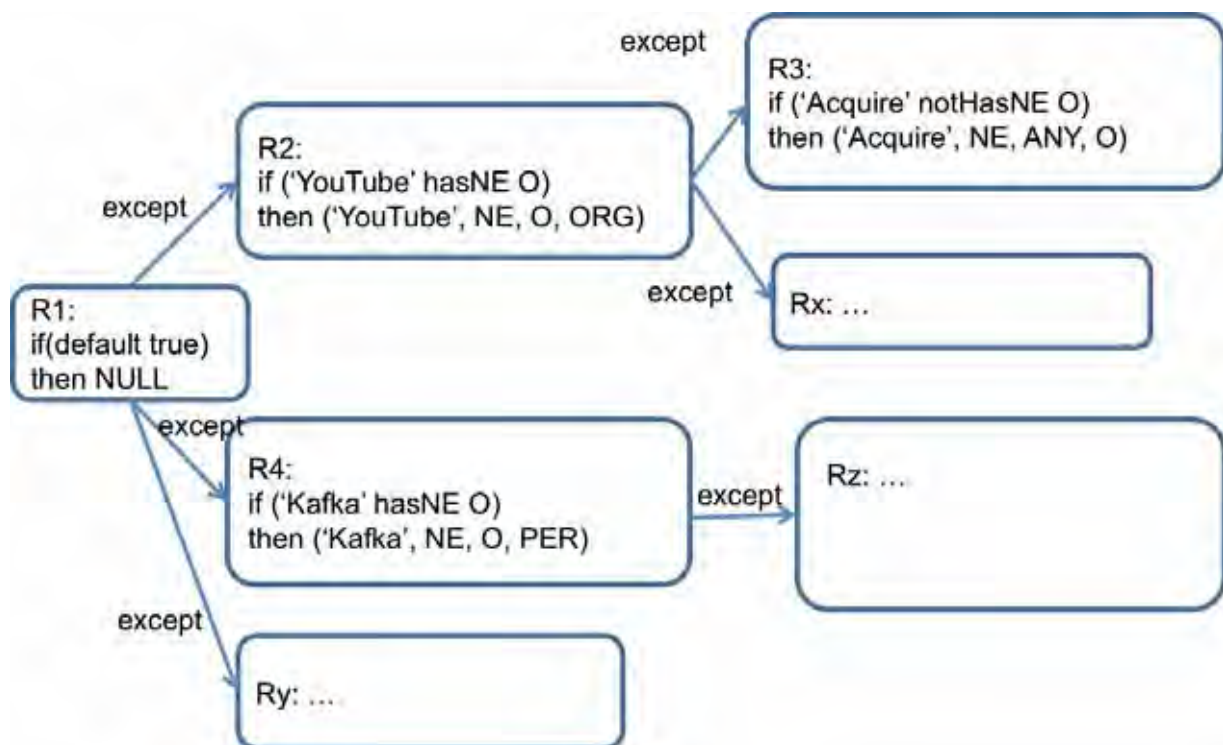 except
R3:
if (‘Acquire’ notHasNE O)
then (‘Acquire’, NE, ANY, O)
R2:
if (‘YouTube’ hasNE O)
then (‘YouTube’, NE, O, ORG)
except
except
Rx: …
R1:
if(default true)
then NULL
except
R4:
if (‘Kafka’ hasNE O)
then (‘Kafka’, NE, O, PER)
except
Rz: …
except
Ry: …